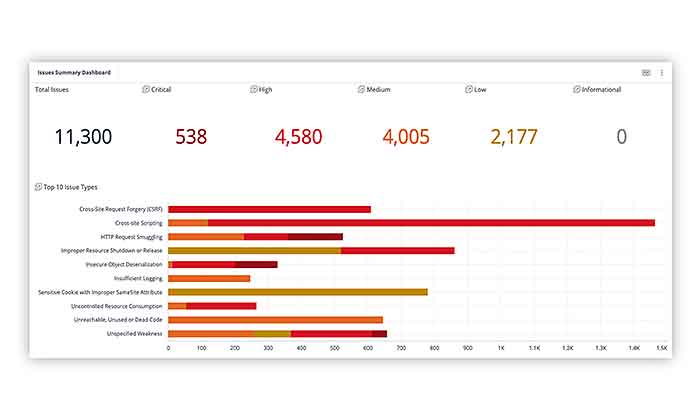 Issues Summary Dashboard
Total Issues Critical High Medium Low Informational
11,300 538 4,580 4,005 2,177 0
Top 10 Issue Types
Cross-Site Request Forgery (CSRF)
Cross-site Scripting
HTTP Request Smuggling
Improper Resource Shutdown or Release
Insecure Object Deserialization
Insufficient Logging
Sensitive Cookie with Improper SameSite Attribute
Uncontrolled Resource Consumption
Unreachable, Unused or Dead Code
Unspecified Weakness
0 100 200 300 400 500 600 700 800 900 1K 1.1K 1.2K 1.3K 1.4K 1.5K